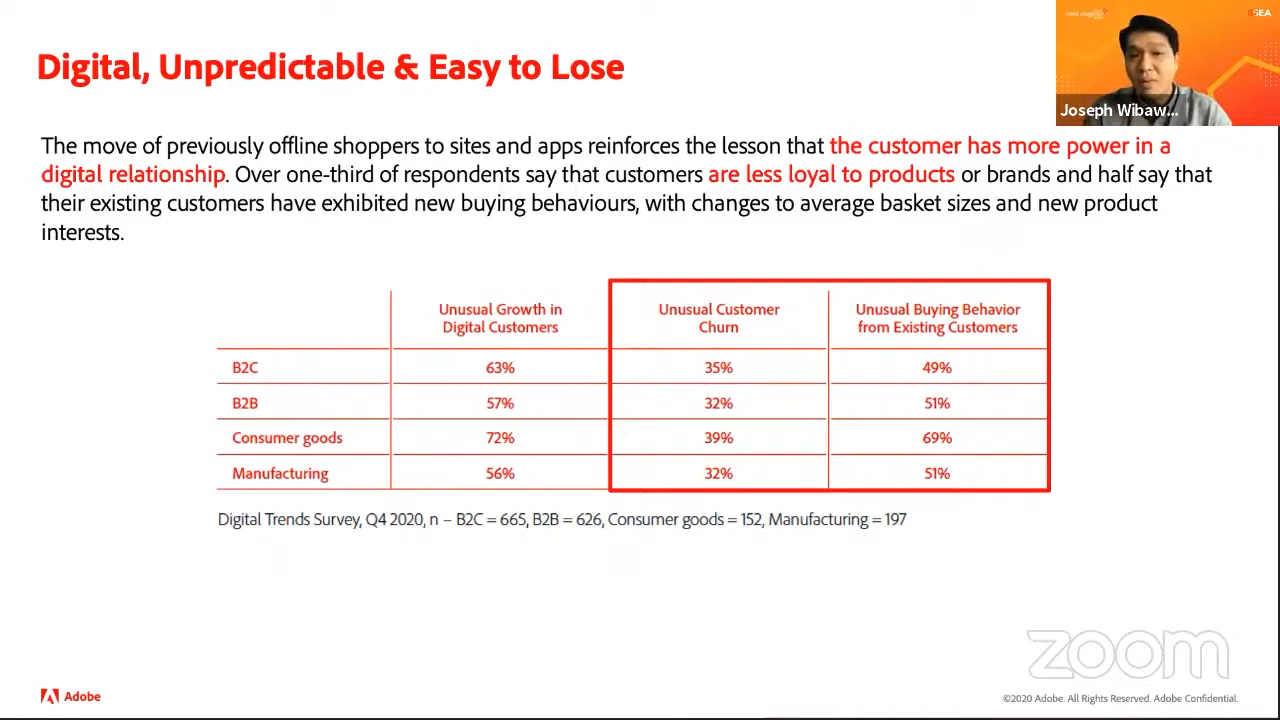 Digital, Unpredictable & Easy to Lose
SEA
Joseph Wibaw...
The move of previously offline shoppers to sites and apps reinforces the lesson that the customer has more power in a
digital relationship. Over one-third of respondents say that customers are less loyal to products or brands and half say that
their existing customers have exhibited new buying behaviours, with changes to average basket sizes and new product
interests.
Unusual Growth in
Digital Customers
Unusual Customer
Churn
Unusual Buying Behavior
from Existing Customers
B2C 63% 35% 49%
B2B 57% 32% 51%
Consumer goods 72% 39% 69%
Manufacturing 56% 32% 51%
Digital Trends Survey, Q4 2020, n – B2C = 665, B2B = 626, Consumer goods = 152, Manufacturing = 197
zoom
Adobe
©2020 Adobe. All Rights Reserved. Adobe Confidential.